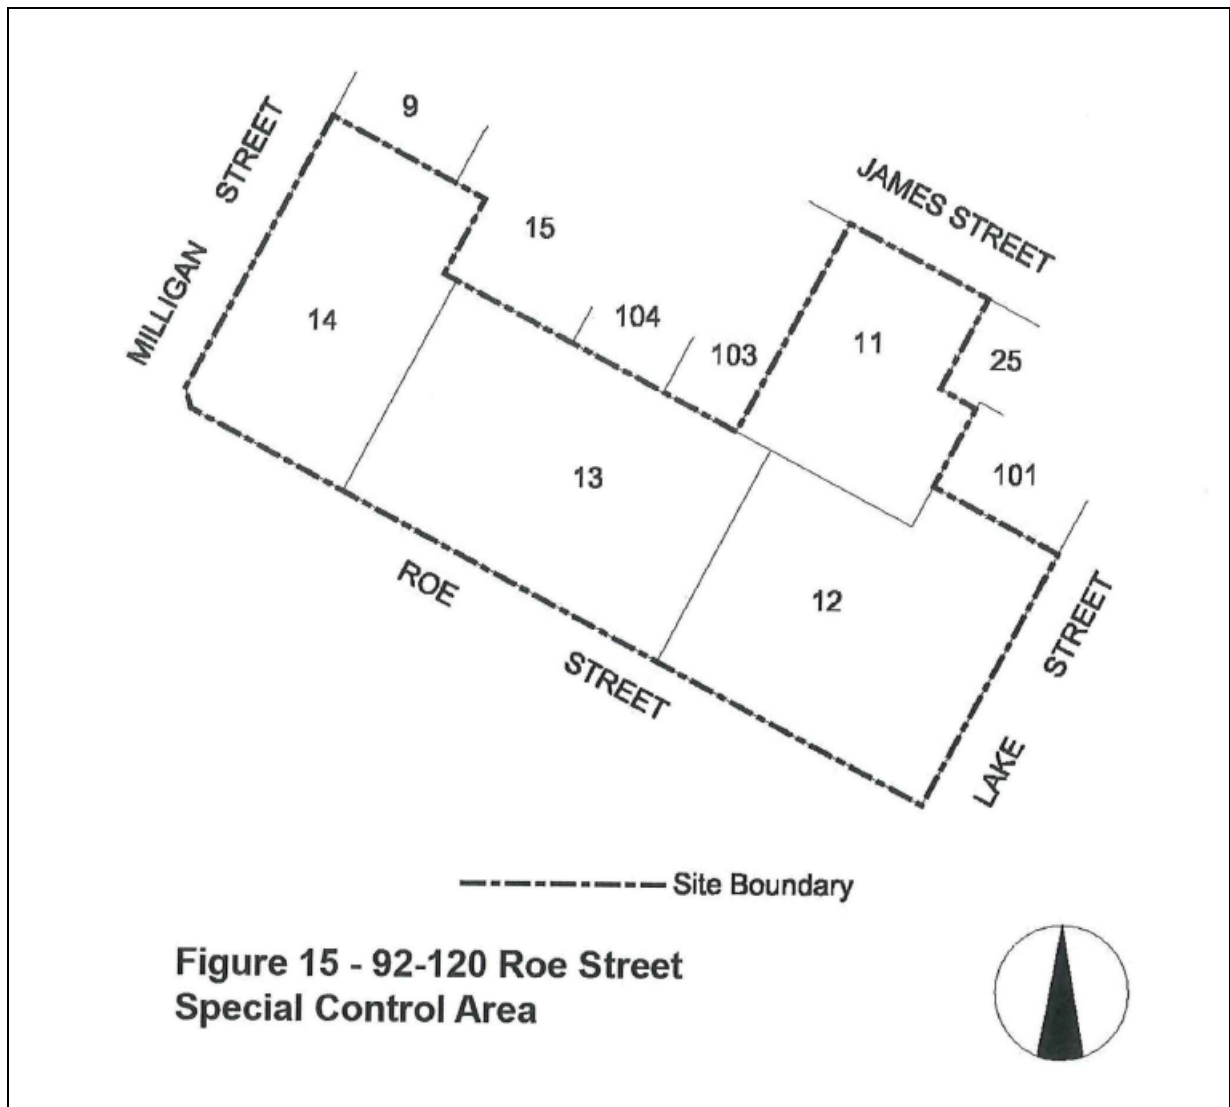 9
MILLIGAN STREET
15
JAMES STREET
14
104
103
11
25
13
101
12
ROE STREET
LAKE STREET
Site Boundary
Figure 15 - 92-120 Roe Street
Special Control Area